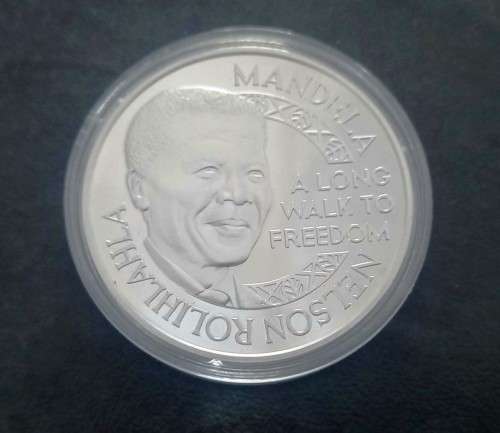 NELSON ROLIHLAHLA MANDELA
A LONG
WALK TO
FREEDOM